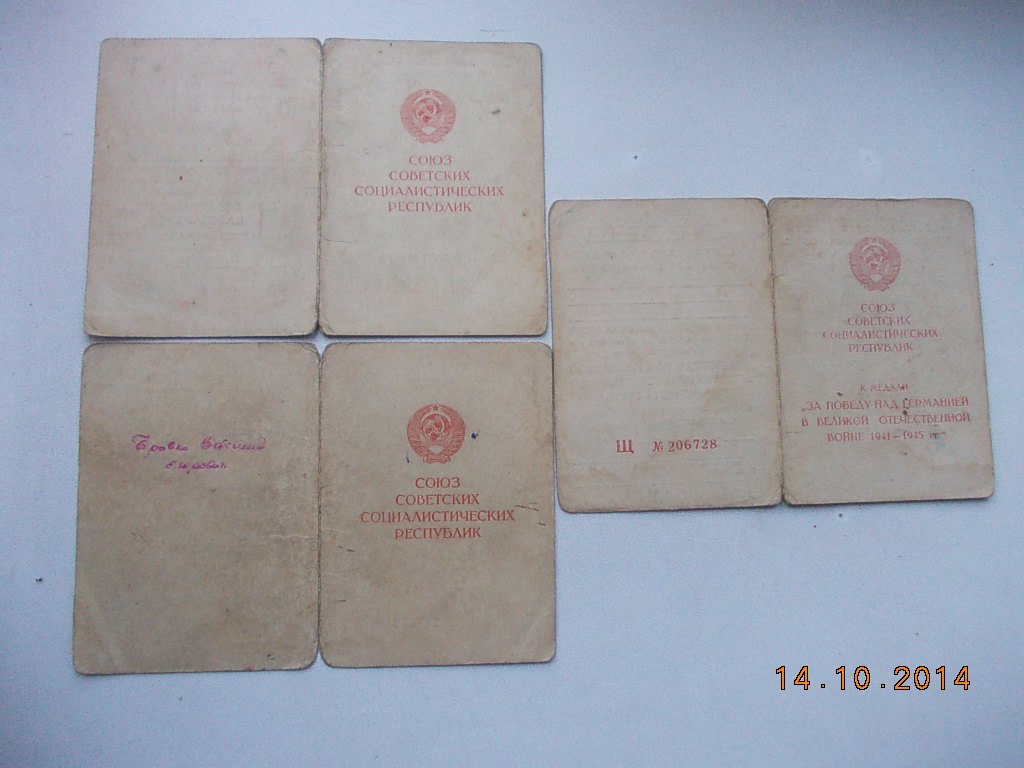 СОЮЗ
СОВЕТСКИХ
СОЦИАЛИСТИЧЕСКИХ
РЕСПУБЛИК
Василий
СОЮЗ
СОВЕТСКИХ
СОЦИАЛИСТИЧЕСКИХ
РЕСПУБЛИК
Щ № 206728
СОЮЗ
СОВЕТСКИХ
СОЦИАЛИСТИЧЕСКИХ
РЕСПУБЛИК
К МЕДАЛИ
„ЗА ПОБЕДУ НАД ГЕРМАНИЕЙ
В ВЕЛИКОЙ ОТЕЧЕСТВЕННОЙ
ВОЙНЕ 1941–1945 гг."
14.10.2014